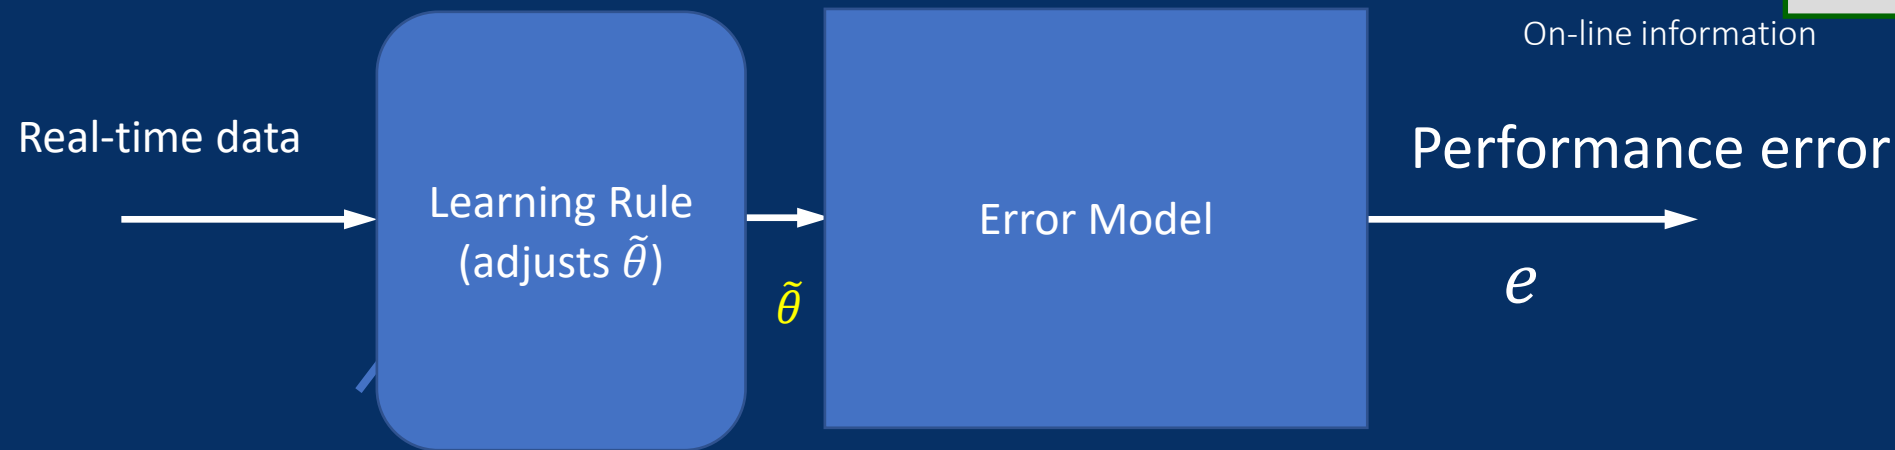 On-line information
Real-time data
Performance error
Learning Rule
(adjusts θ̃)
Error Model
θ̃
e